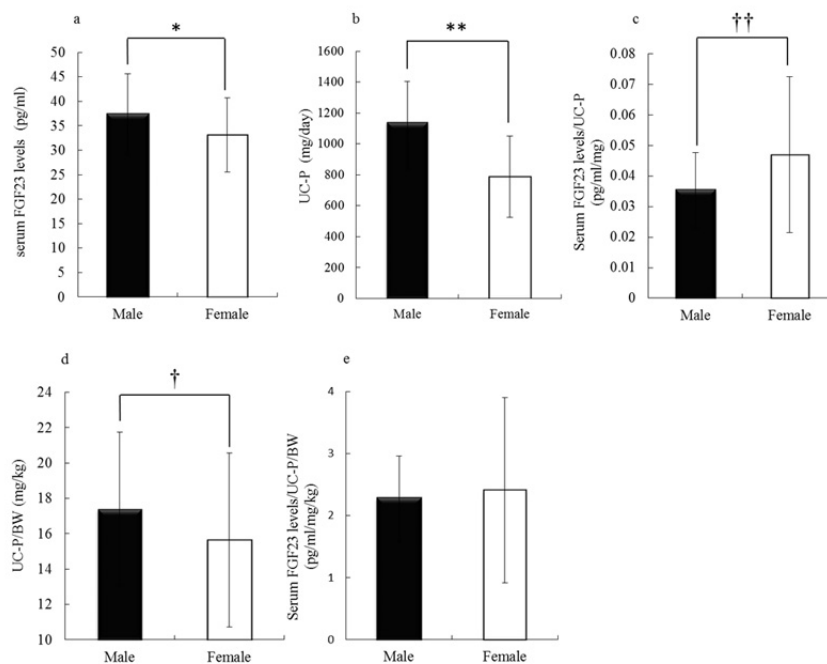 a
*
serum FGF23 levels (pg/ml)
50
45
40
35
30
25
20
15
10
5
0
Male
Female
b
**
UC-P (mg/day)
1600
1400
1200
1000
800
600
400
200
0
Male
Female
c
††
Serum FGF23 levels/UC-P
(pg/ml/mg)
0.08
0.07
0.06
0.05
0.04
0.03
0.02
0.01
0
Male
Female
d
†
UC-P/BW (mg/kg)
24
22
20
18
16
14
12
10
Male
Female
e
Serum FGF23 levels/UC-P/BW
(pg/ml/mg/kg)
4
3
2
1
0
Male
Female